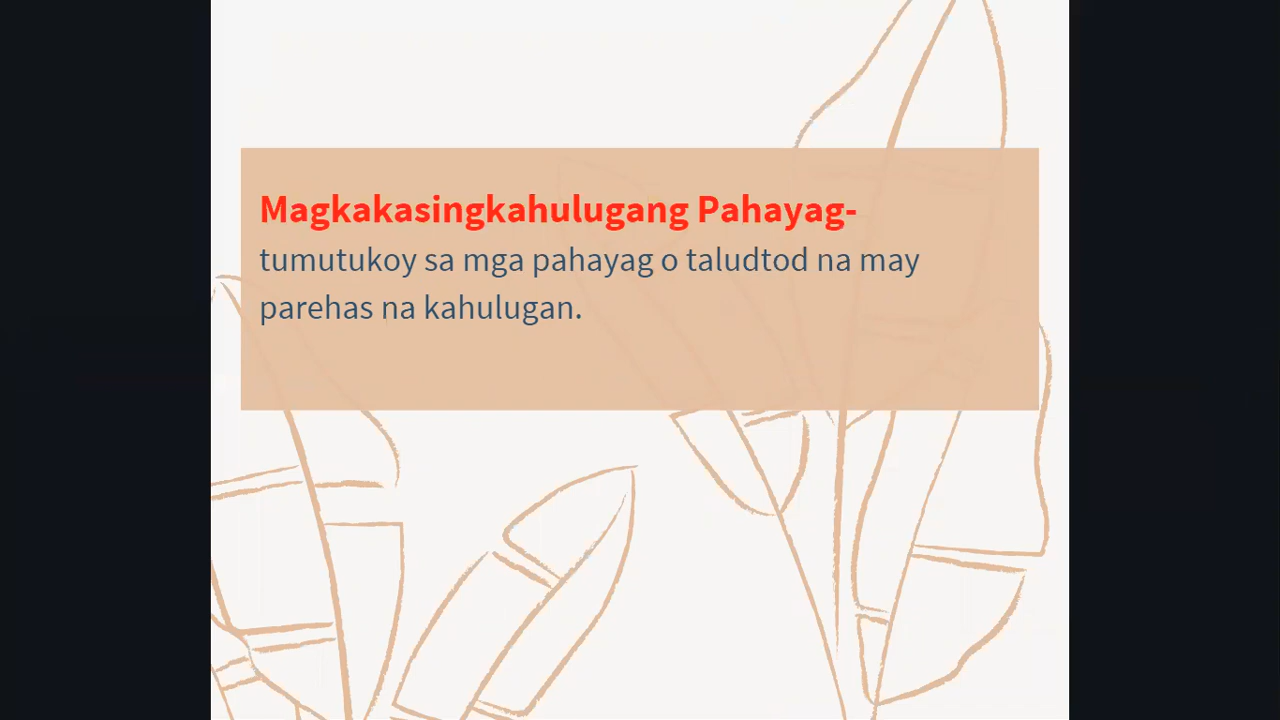 Magkakasingkahulugang Pahayag-
tumutukoy sa mga pahayag o taludtod na may
parehas na kahulugan.